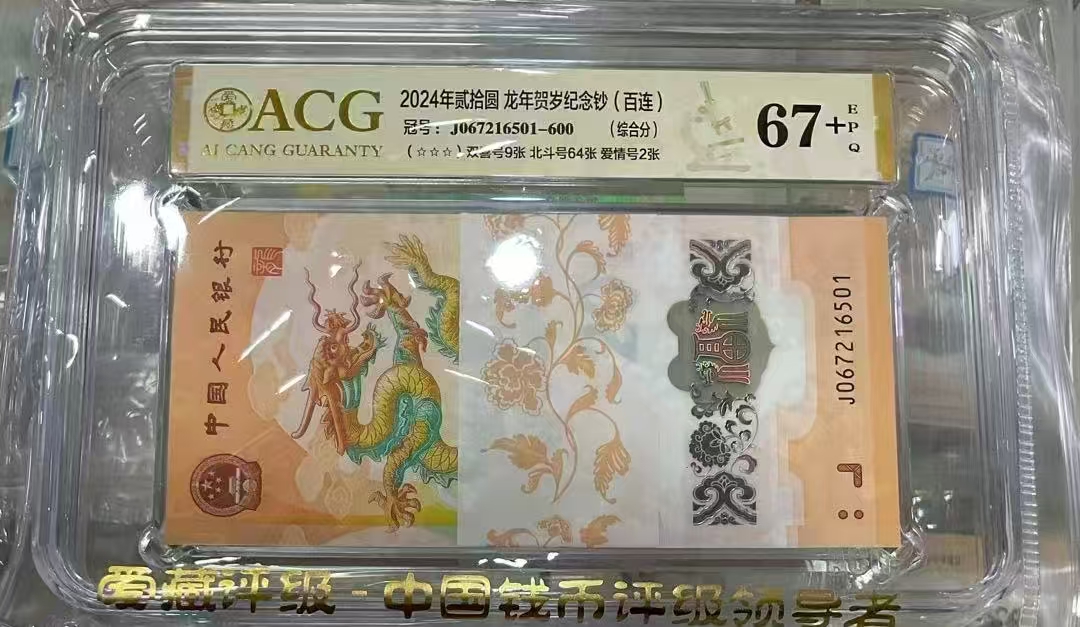 ACG
AI CANG GUARANTY
2024年贰拾圆 龙年贺岁纪念钞(百连)
冠号:J067216501-600 (综合分)
(☆☆☆)双喜号9张 北斗号64张 爱情号2张
67+
EPQ
中国人民银行
J067216501
爱藏评级-中国钱币评级领导者